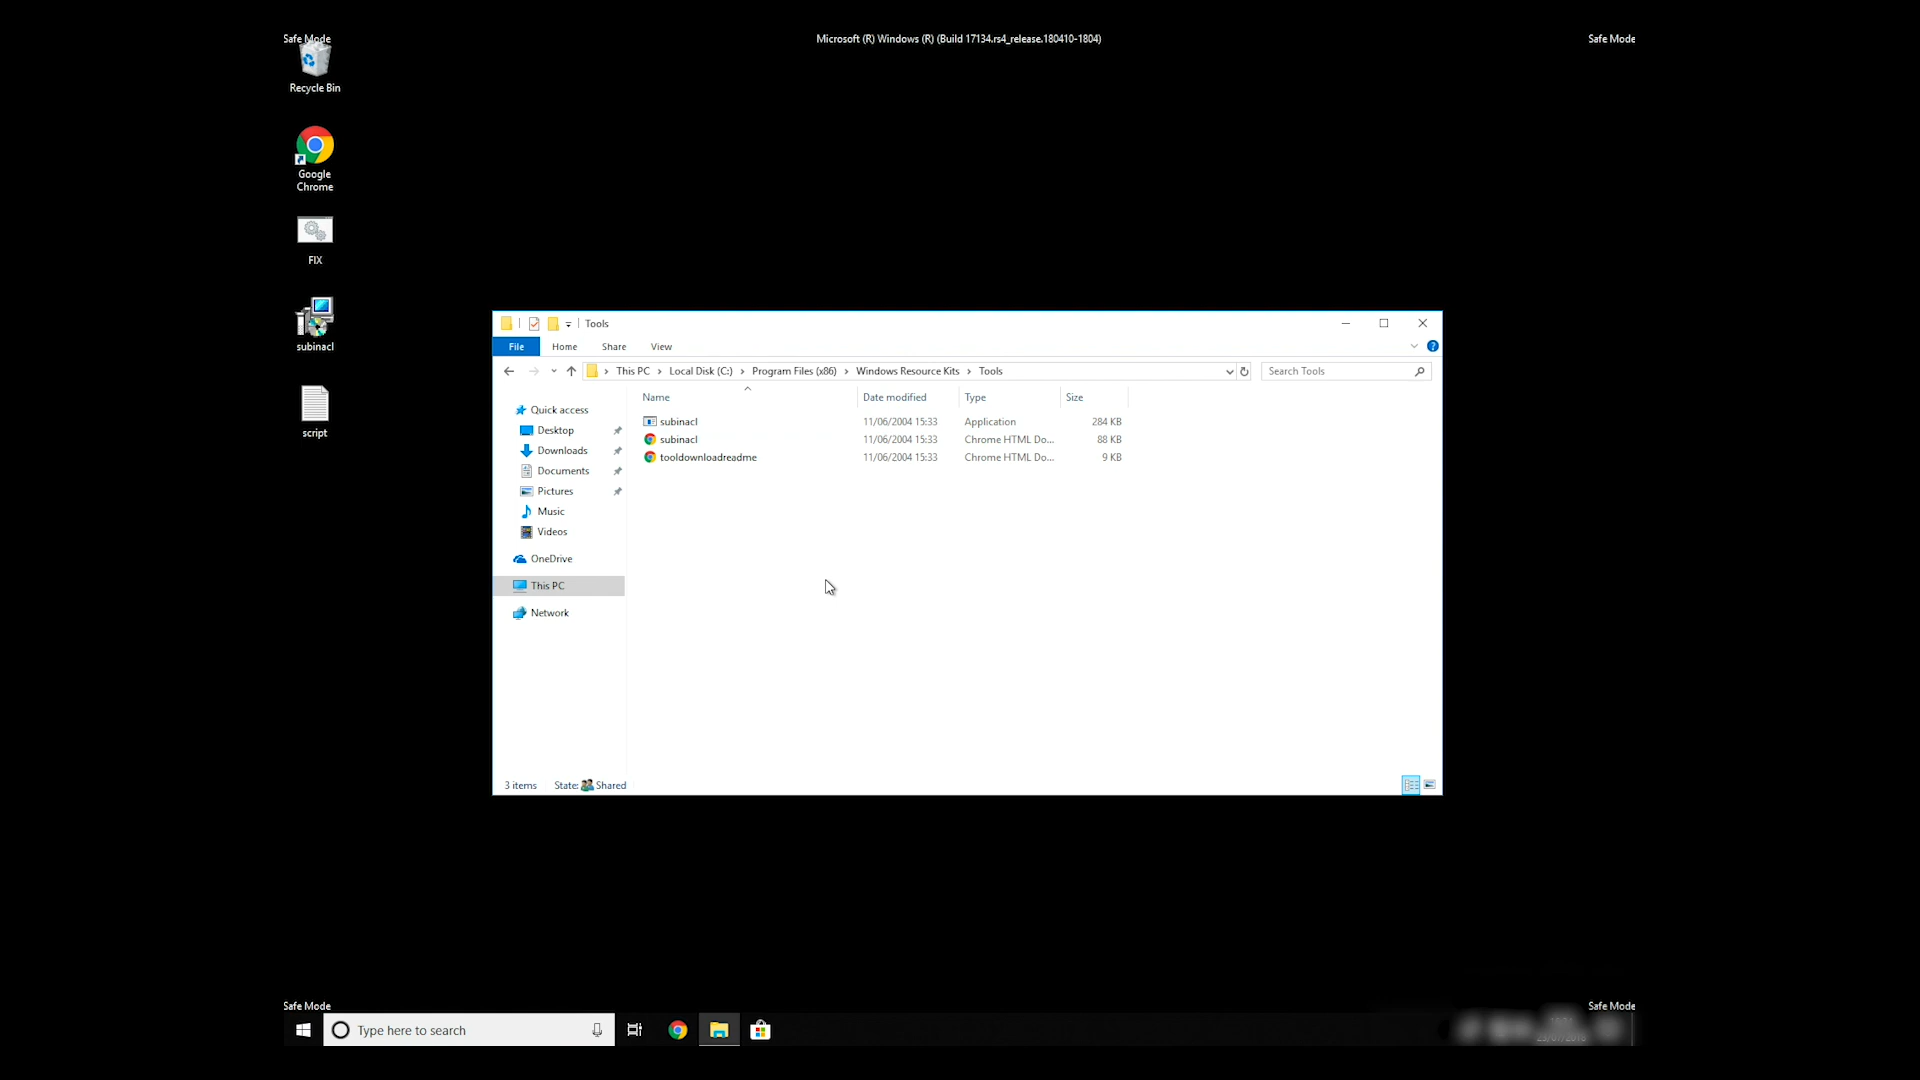 Safe Mode
Microsoft (R) Windows (R) (Build 17134.rs4_release.180410-1804)
Safe Mode
Recycle Bin
Google
Chrome
FIX
subinacl
script
Tools
File Home Share View
This PC Local Disk (C:) Program Files (x86) Windows Resource Kits Tools
Search Tools
Name Date modified Type Size
subinacl 11/06/2004 15:33 Application 284 KB
subinacl 11/06/2004 15:33 Chrome HTML Do... 88 KB
tooldownloadreadme 11/06/2004 15:33 Chrome HTML Do... 9 KB
Quick access
Desktop
Downloads
Documents
Pictures
Music
Videos
OneDrive
This PC
Network
3 items State: Shared
Safe Mode
Safe Mode
Type here to search